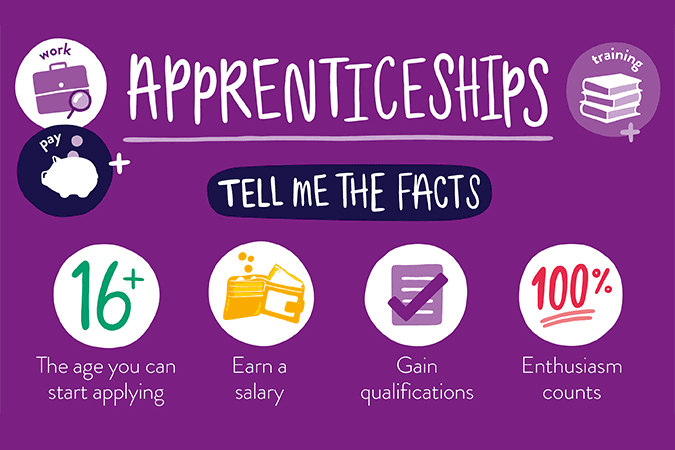 work
APPRENTICESHIPS
training
pay
TELL ME THE FACTS
16+
The age you can
start applying
Earn a
salary
Gain
qualifications
100%
Enthusiasm
counts